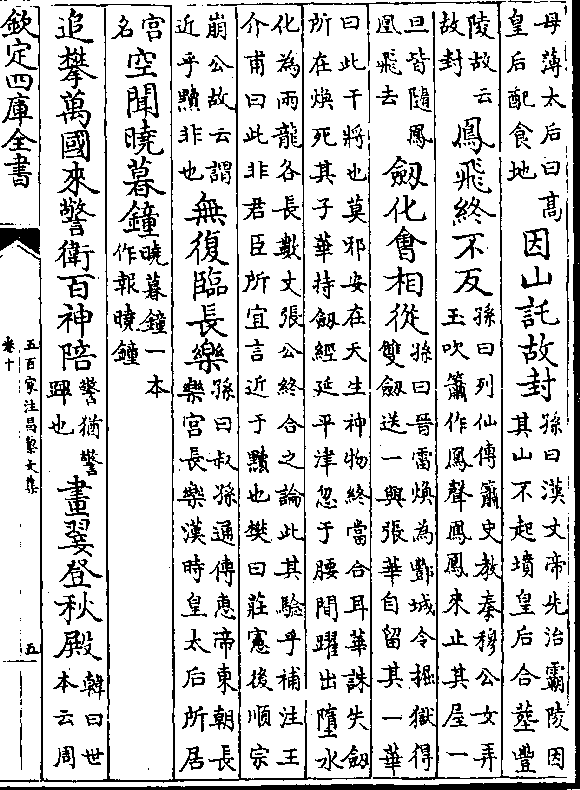 母薄太后曰高
皇后配食地
因山託故封
孫曰漢文帝先治霸陵因
其山不起墳皇后合葬豐
陵故云
故封
鳳飛終不反
孫曰列仙傳簫史教秦穆公女弄
玉吹簫作鳳聲鳳鳳來止其屋一
旦皆隨鳳
凰飛去
劔化會相從
孫曰晉雷煥為酆城令掘獄得
雙劔送一與張華自留其一華
曰此干將也莫邪安在天生神物終當合耳華誅失劔
所在煥死其子華持劔經延平津忽于腰間躍出墮水
化為兩龍各長數丈張公終合之論此其驗乎補注王
介甫曰此非君臣所宜言近于黷也樊曰莊憲後順宗
崩公故云謂
近乎黷非也
無復臨長樂
孫曰叔孫通傳惠帝東朝長
樂宫長樂漢時皇太后所居
宫
名
空聞曉暮鐘
曉暮鐘一本
作報曉鐘
追攀萬國來警衛百神陪
警猶警
蹕也
畫翣登秋殿
韓曰世
本云周
欽定四庫全書
五百家注昌黎文集
卷十
五